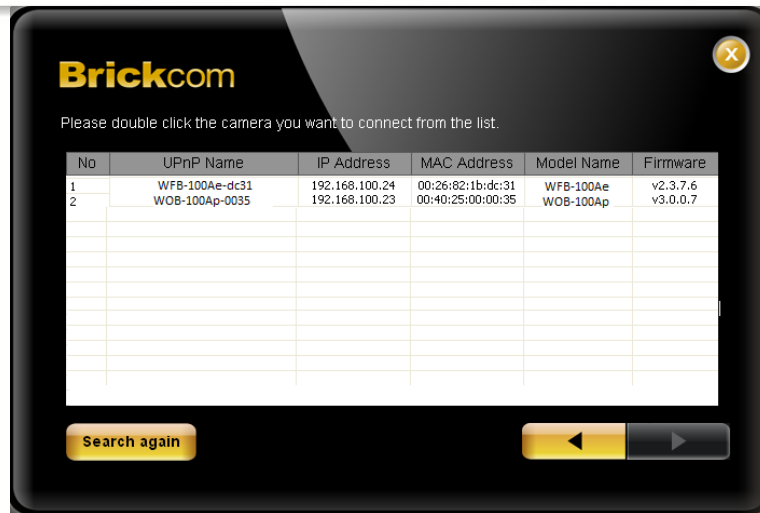 X
Brickcom
Please double click the camera you want to connect from the list.
No UPnP Name IP Address MAC Address Model Name Firmware
1 WFB-100Ae-dc31 192.168.100.24 00:26:82:1b:dc:31 WFB-100Ae v2.3.7.6
2 WOB-100Ap-0035 192.168.100.23 00:40:25:00:00:35 WOB-100Ap v3.0.0.7
Search again